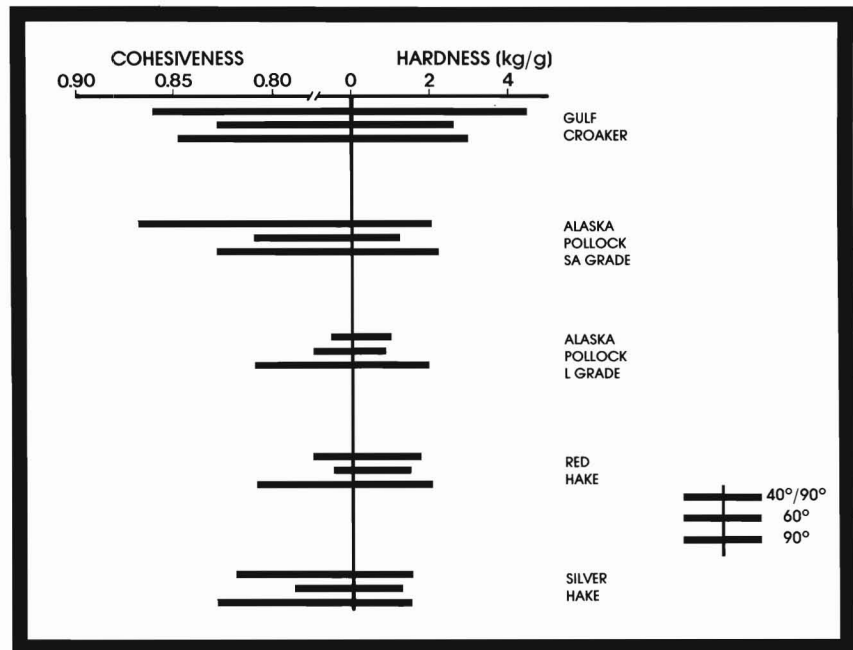 COHESIVENESS HARDNESS (kg/g)
0.90 0.85 0.80 0 2 4
GULF
CROAKER
ALASKA
POLLOCK
SA GRADE
ALASKA
POLLOCK
L GRADE
RED
HAKE
40°/90°
60°
90°
SILVER
HAKE